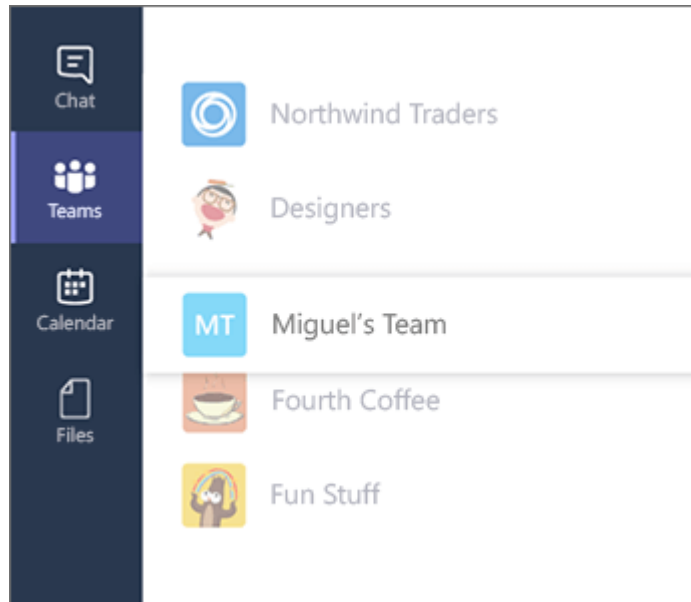 Chat
Teams
Calendar
Files
Northwind Traders
Designers
MT
Miguel's Team
Fourth Coffee
Fun Stuff